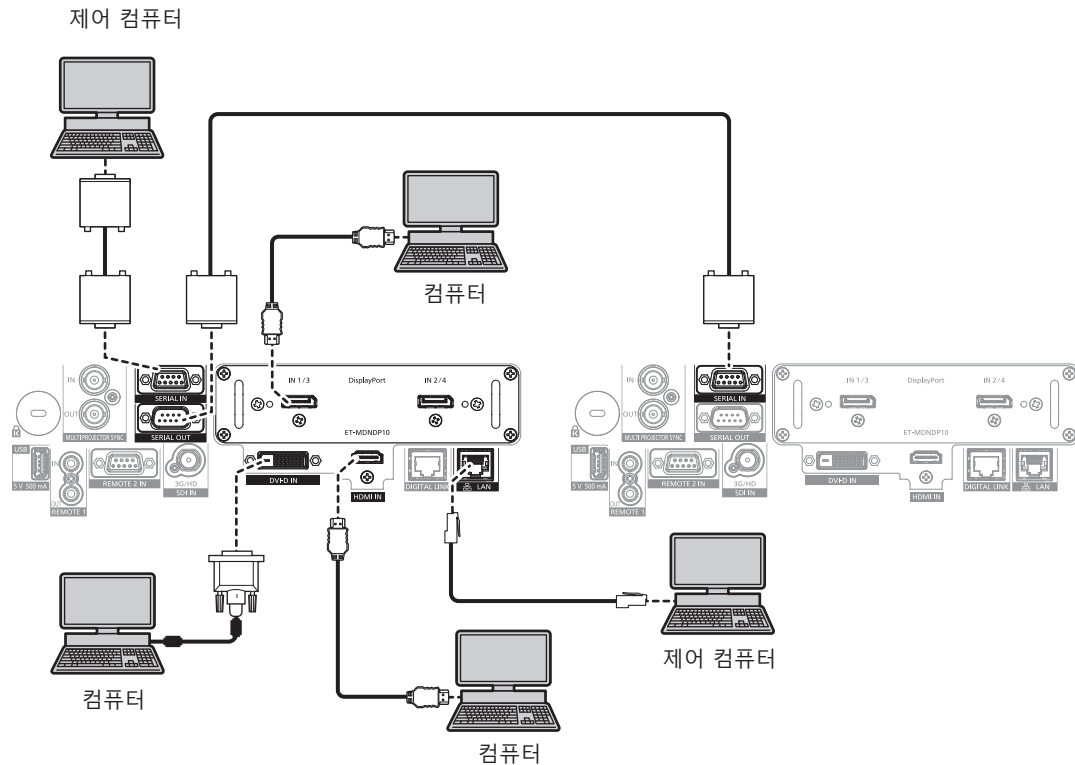 제어 컴퓨터
컴퓨터
IN
OUT
MULTI PROJECTOR SYNC
SERIAL IN
SERIAL OUT
IN 1/3
DisplayPort
IN 2/4
ET-MDNDP10
USB
5 V 500 mA
IN
OUT
REMOTE 1
REMOTE 2 IN
3G/HD
SDI IN
DVI-D IN
HDMI IN
DIGITAL LINK
LAN
IN
OUT
MULTI PROJECTOR SYNC
SERIAL IN
SERIAL OUT
IN 1/3
DisplayPort
IN 2/4
ET-MDNDP10
USB
5 V 500 mA
IN
OUT
REMOTE 1
REMOTE 2 IN
3G/HD
SDI IN
DVI-D IN
HDMI IN
DIGITAL LINK
LAN
제어 컴퓨터
컴퓨터
컴퓨터